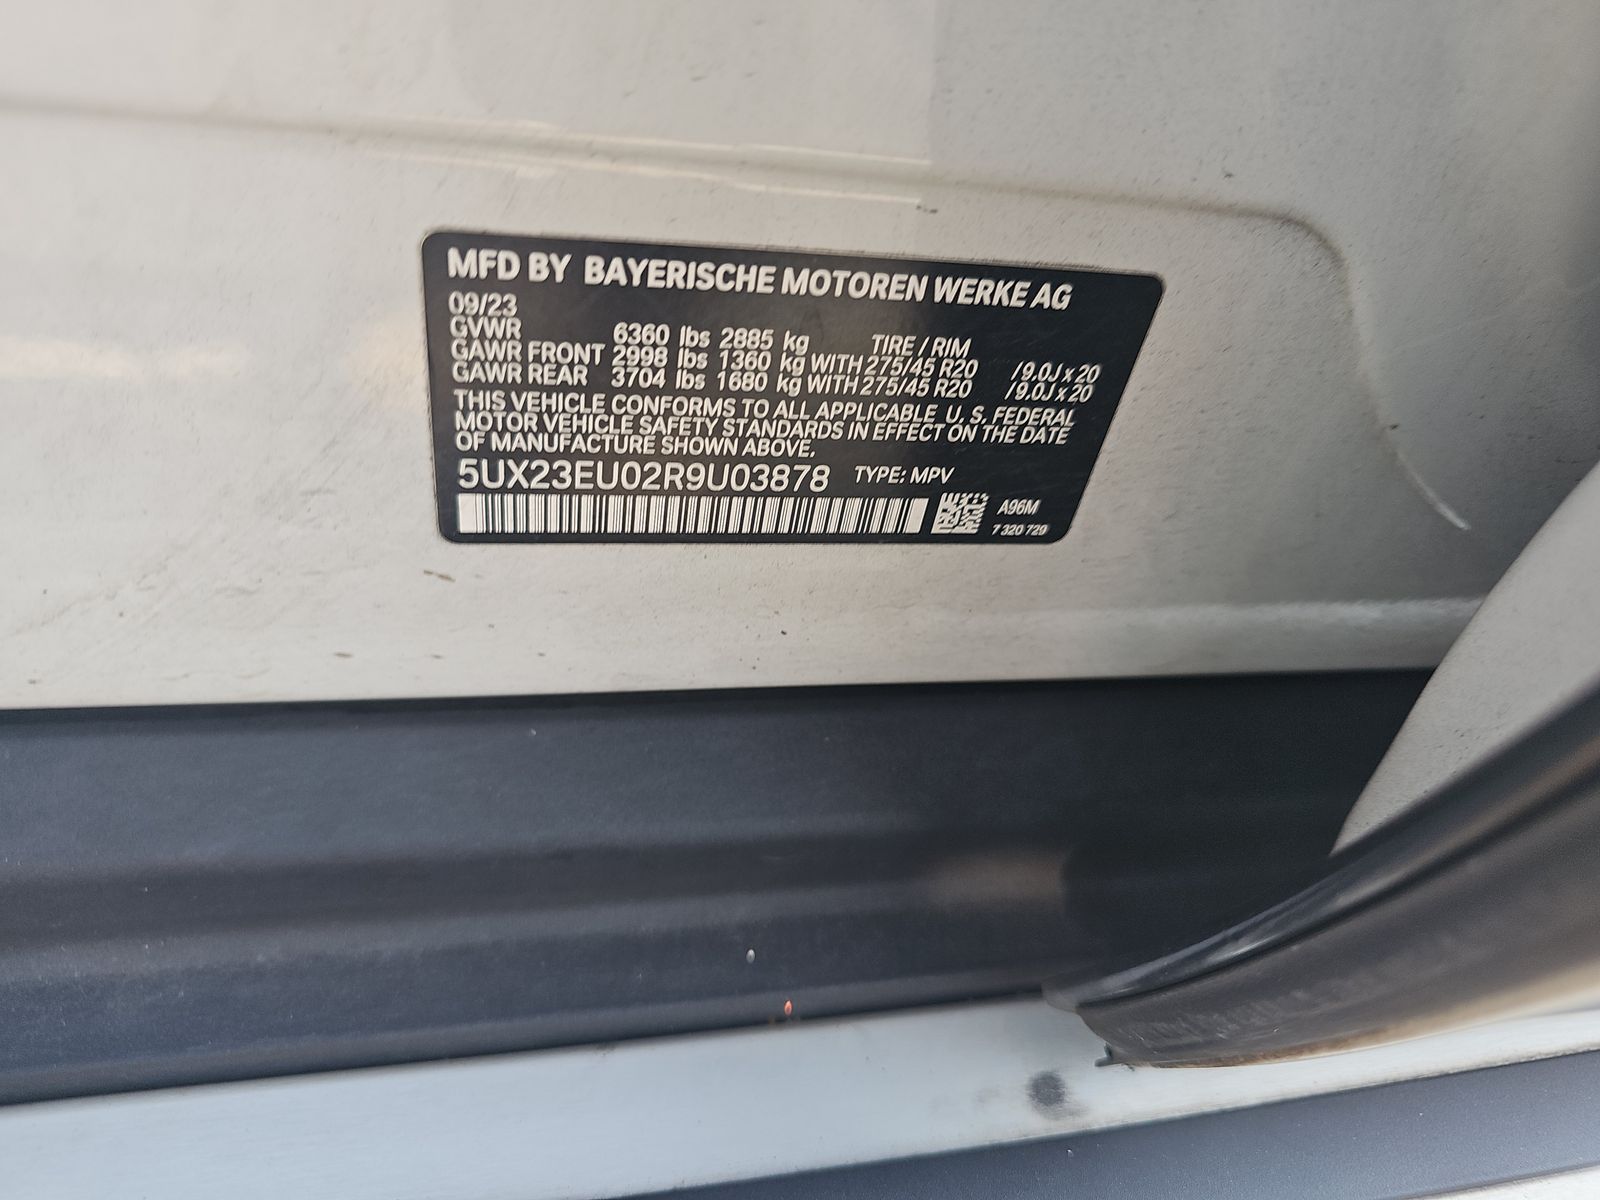 MFD BY BAYERISCHE MOTOREN WERKE AG
09/23
GVWR 6360 lbs 2885 kg TIRE / RIM
GAWR FRONT 2998 lbs 1360 kg WITH 275/45 R20 /9.0J x 20
GAWR REAR 3704 lbs 1680 kg WITH 275/45 R20 /9.0J x 20
THIS VEHICLE CONFORMS TO ALL APPLICABLE U. S. FEDERAL
MOTOR VEHICLE SAFETY STANDARDS IN EFFECT ON THE DATE
OF MANUFACTURE SHOWN ABOVE.
5UX23EU02R9U03878 TYPE: MPV
A96M
7 320 729